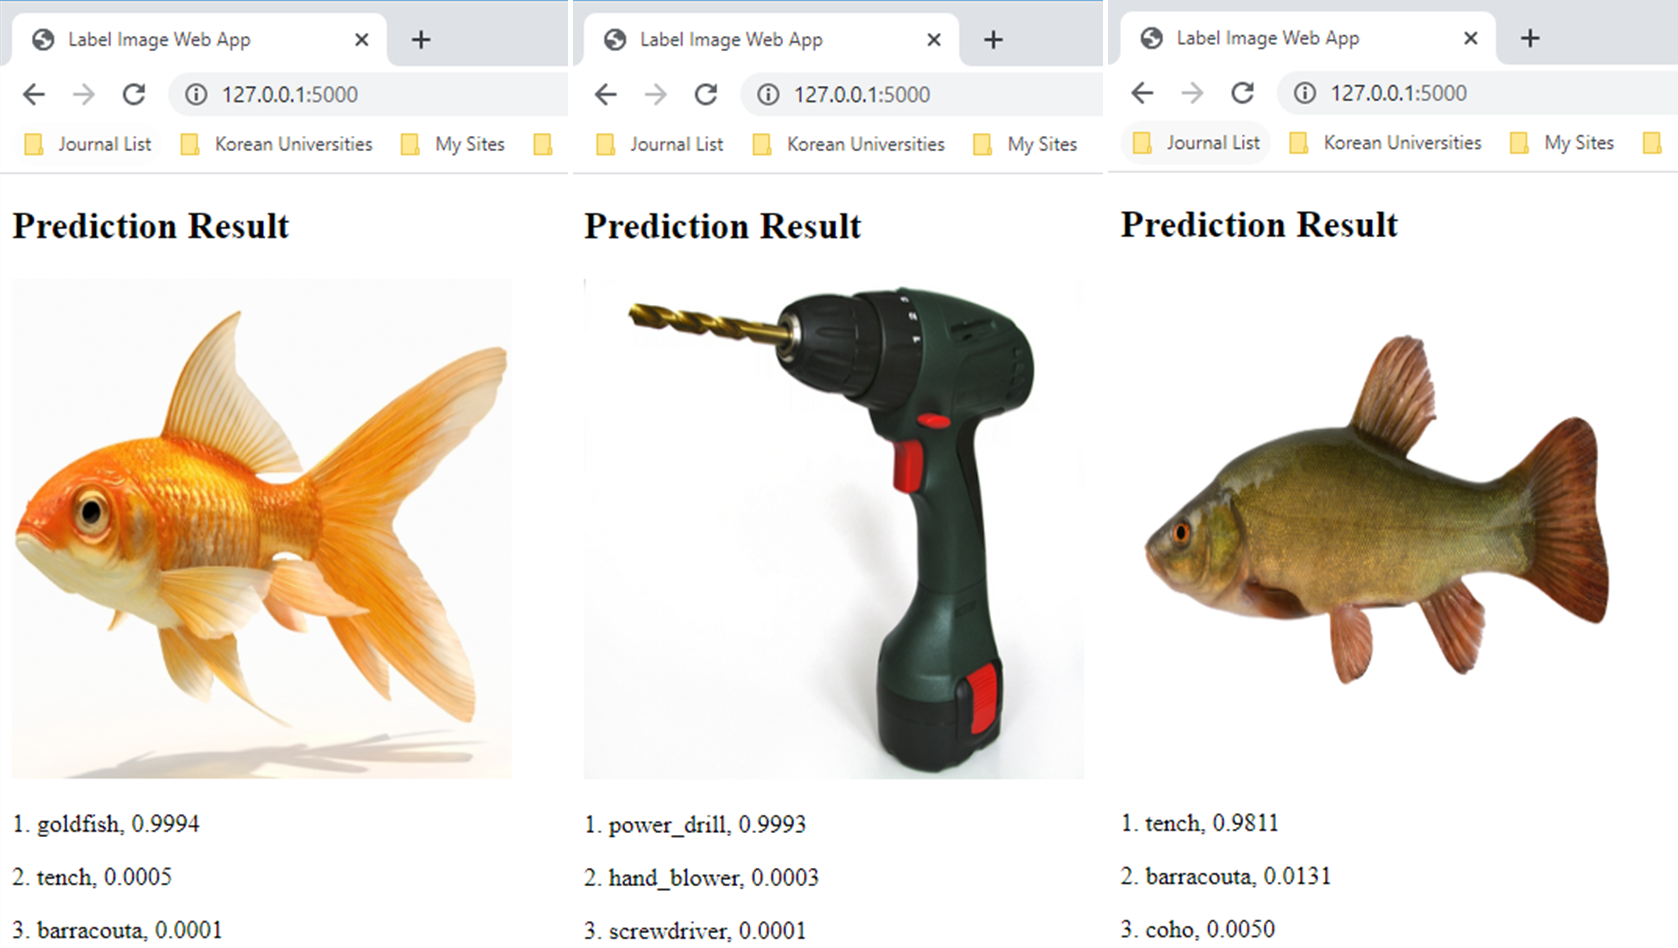 Label Image Web App
127.0.0.1:5000
Journal List Korean Universities My Sites
Prediction Result
1. goldfish, 0.9994
2. tench, 0.0005
3. barracouta, 0.0001
Label Image Web App
127.0.0.1:5000
Journal List Korean Universities My Sites
Prediction Result
1 2 3
1. power_drill, 0.9993
2. hand_blower, 0.0003
3. screwdriver, 0.0001
Label Image Web App
127.0.0.1:5000
Journal List Korean Universities My Sites
Prediction Result
1. tench, 0.9811
2. barracouta, 0.0131
3. coho, 0.0050